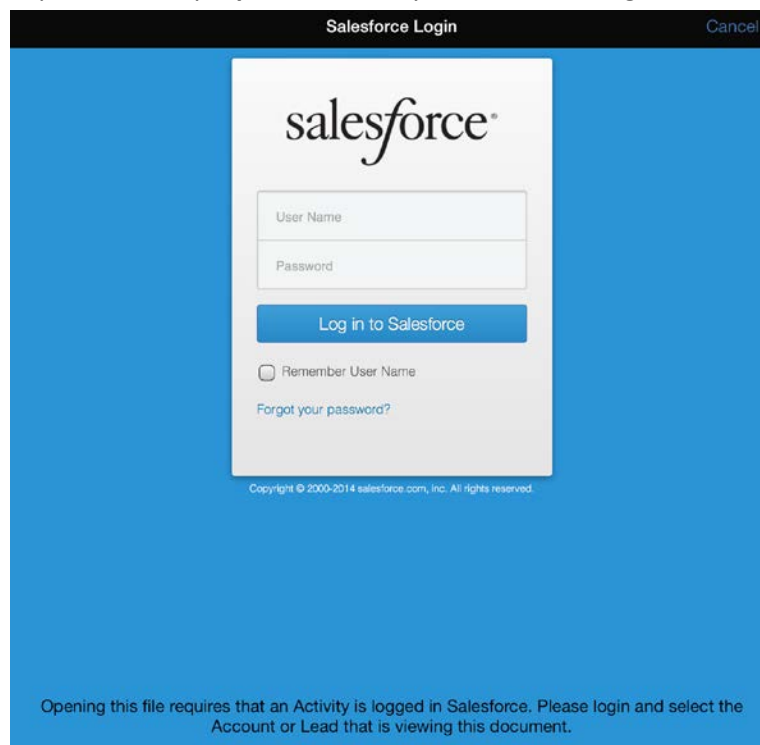 Salesforce Login
Cancel
salesforce®
User Name
Password
Log in to Salesforce
Remember User Name
Forgot your password?
Copyright © 2000-2014 salesforce.com, inc. All rights reserved.
Opening this file requires that an Activity is logged in Salesforce. Please login and select the
Account or Lead that is viewing this document.